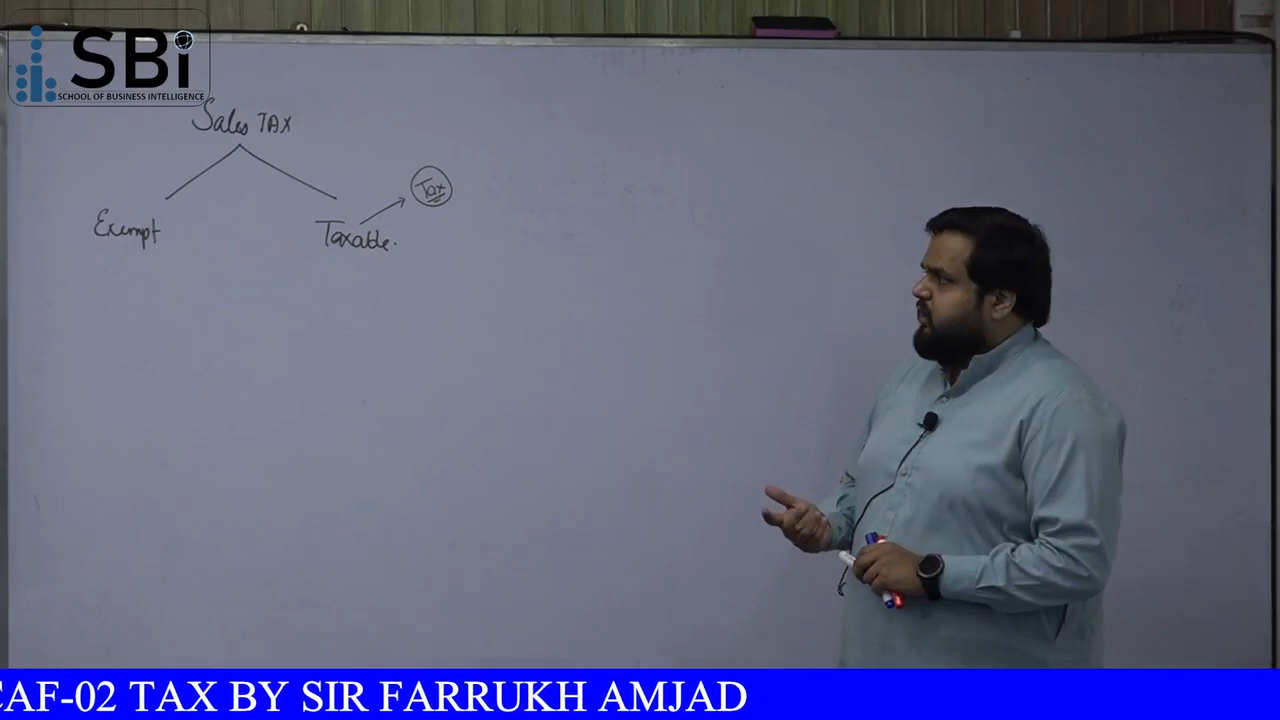 SBi
SCHOOL OF BUSINESS INTELLIGENCE
Sales TAX
Tax
Exempt
Taxable.
CAF-02 TAX BY SIR FARRUKH AMJAD